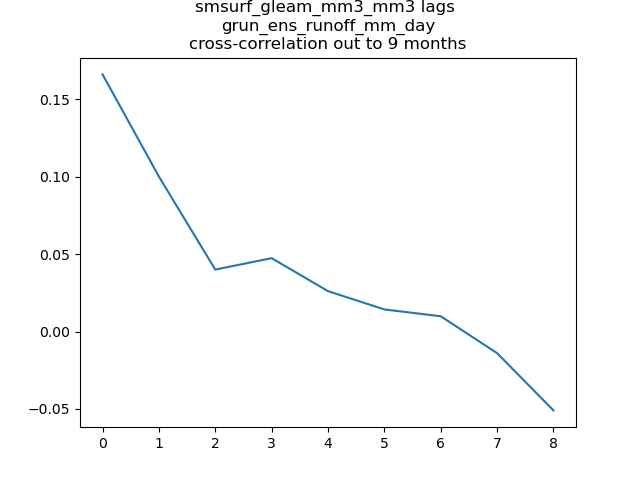 smsurf_gleam_mm3_mm3 lags
grun_ens_runoff_mm_day
cross-correlation out to 9 months
0.15
0.10
0.05
0.00
−0.05
0 1 2 3 4 5 6 7 8